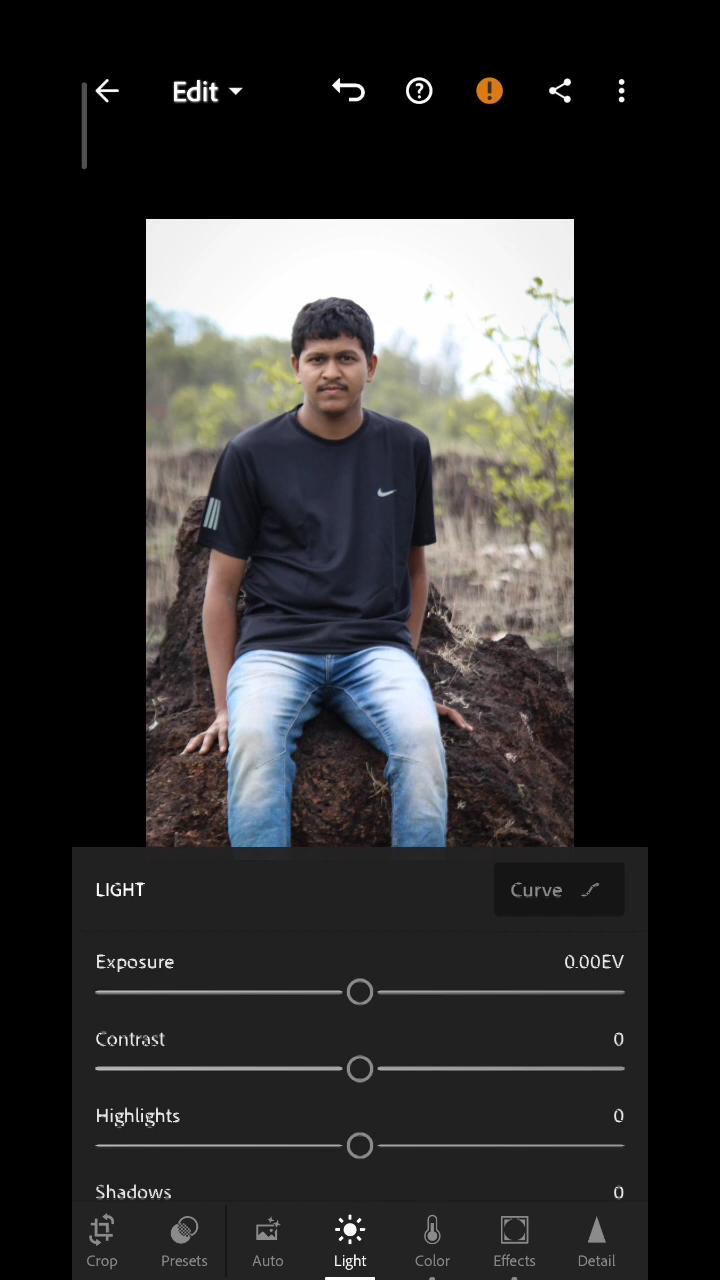 Edit
LIGHT
Curve
Exposure 0.00EV
Contrast 0
Highlights 0
Shadows 0
Crop Presets Auto Light Color Effects Detail